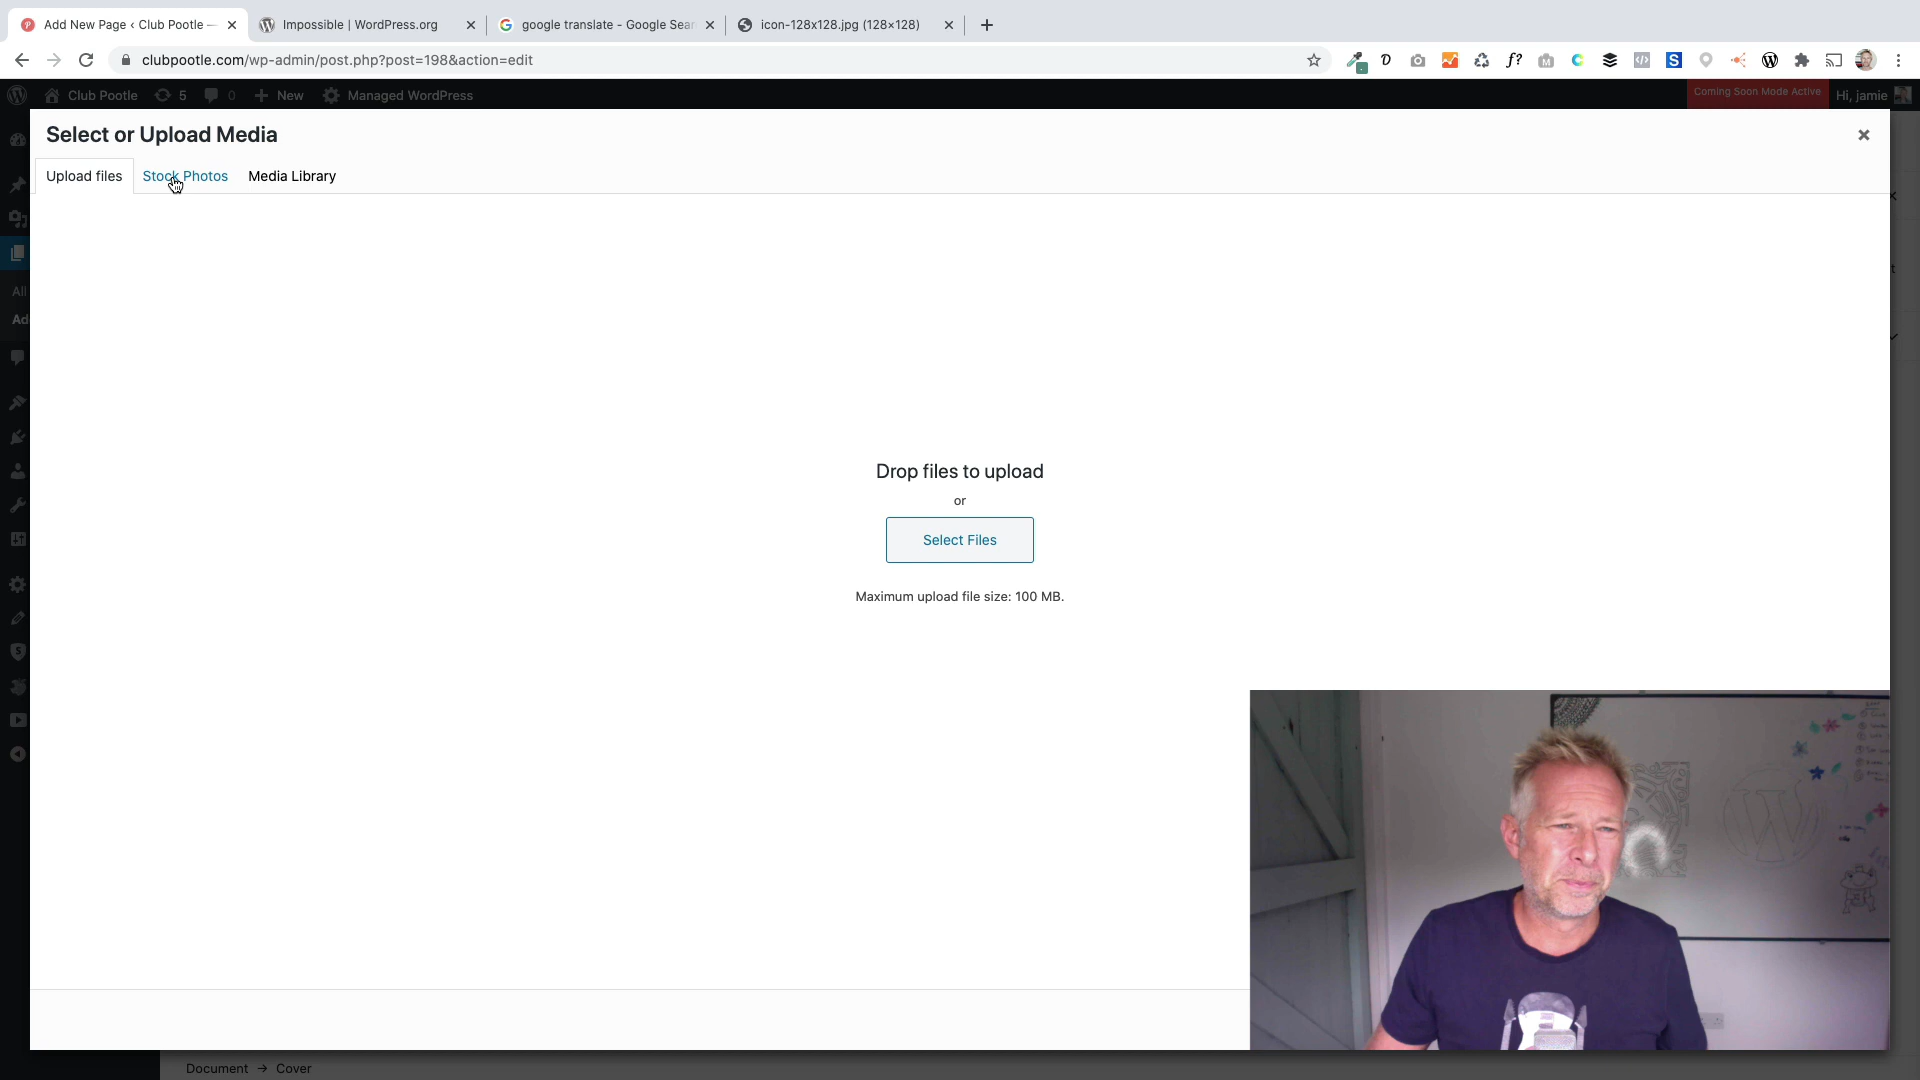 Add New Page ‹ Club Pootle —
Impossible | WordPress.org
google translate - Google Sear
icon-128x128.jpg (128×128)
clubpootle.com/wp-admin/post.php?post=198&action=edit
Club Pootle
5
0
New
Managed WordPress
Coming Soon Mode Active
Hi, jamie
Select or Upload Media
Upload files
Stock Photos
Media Library
All
Ad
Drop files to upload
or
Select Files
Maximum upload file size: 100 MB.
Document → Cover